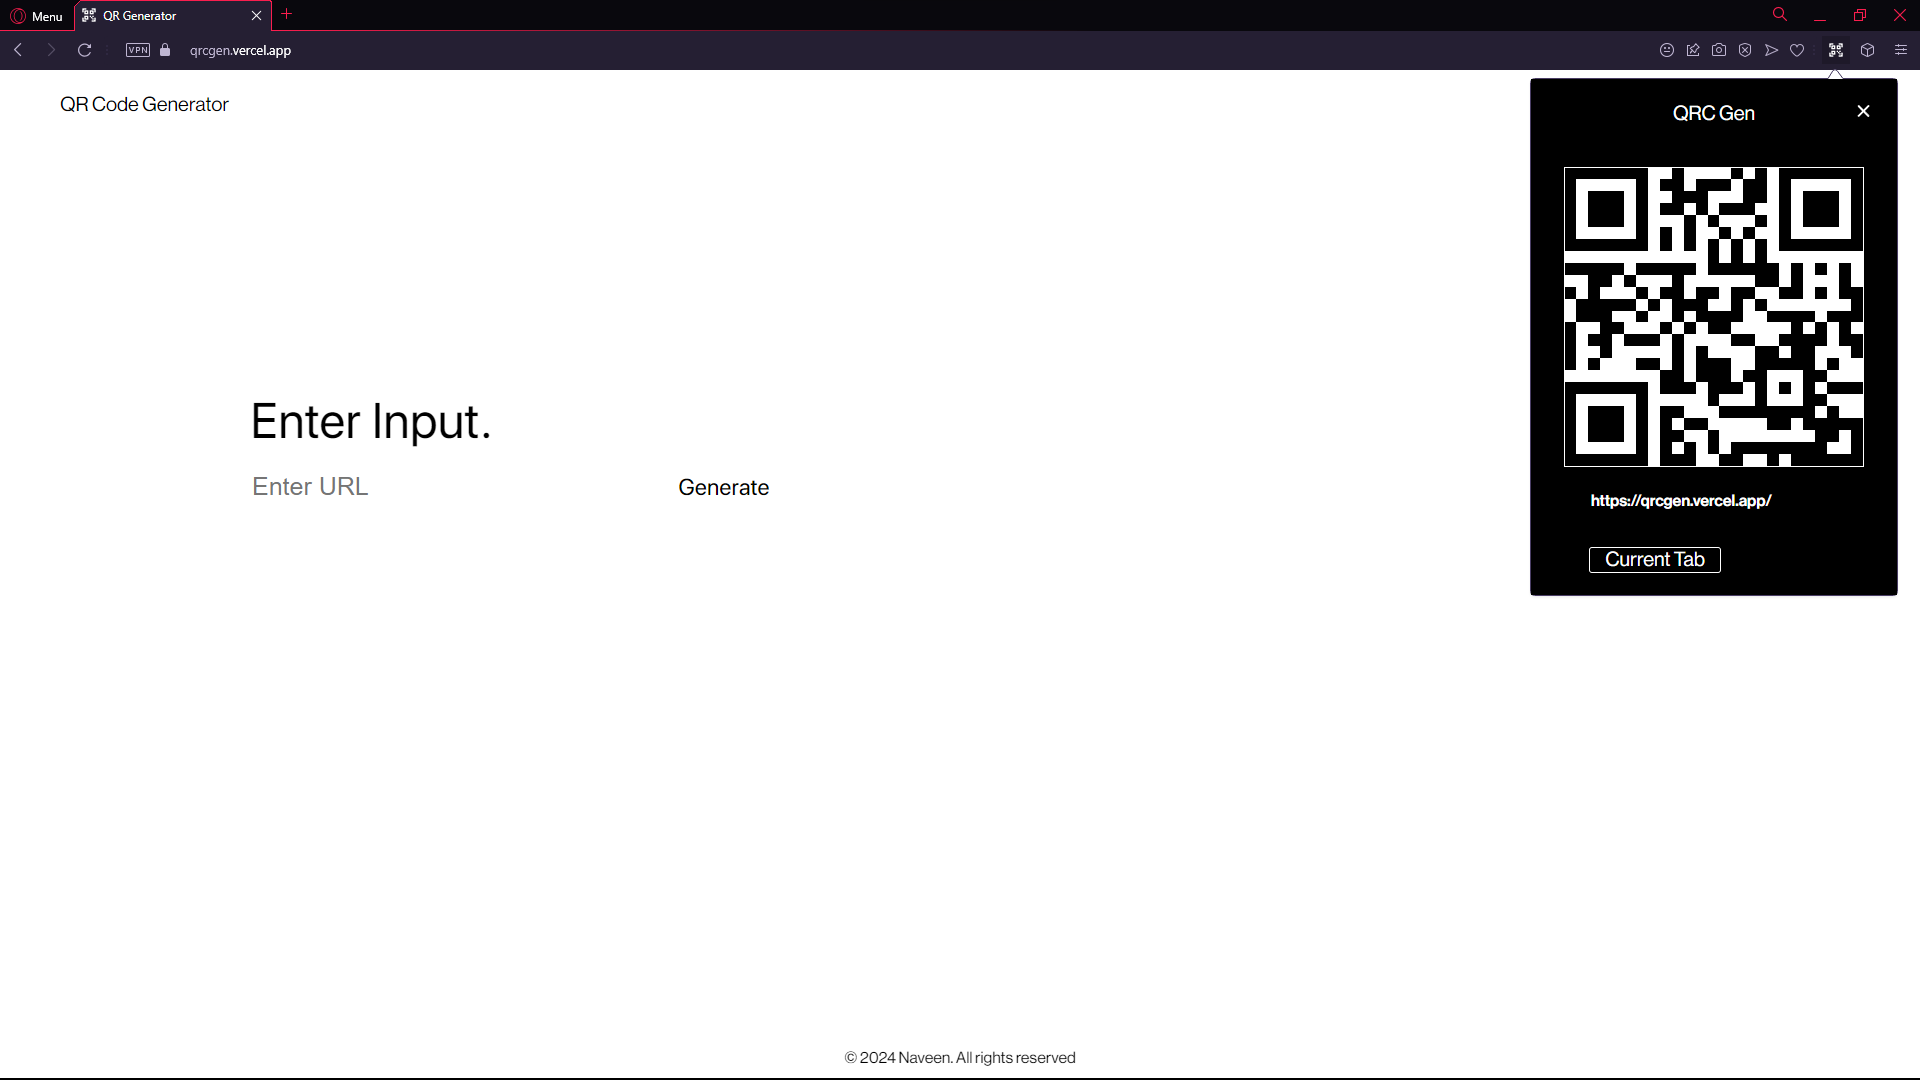 Menu
QR Generator
VPN
qrcgen.vercel.app
QR Code Generator
QRC Gen
https://qrcgen.vercel.app/
Current Tab
Enter Input.
Enter URL
Generate
© 2024 Naveen. All rights reserved